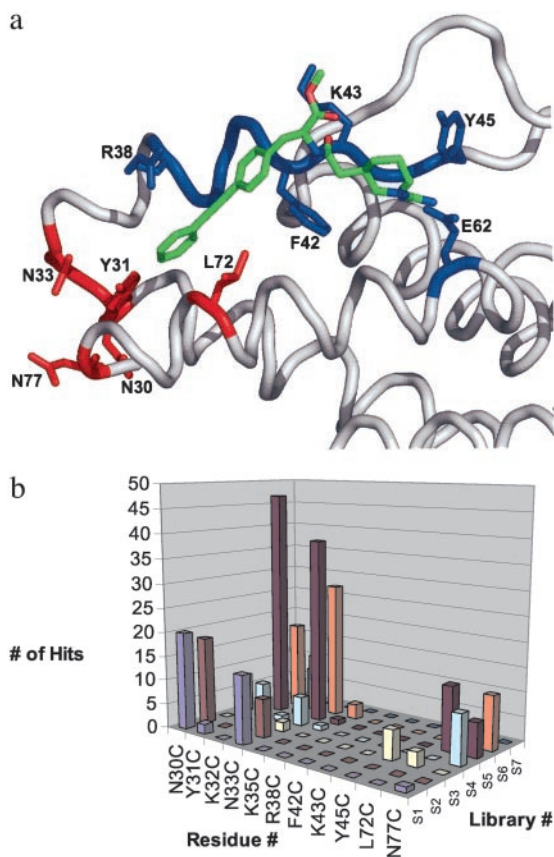 a
K43
Y45
R38
F42
E62
N33
Y31
L72
N77
N30
b
50
45
40
35
30
25
20
15
10
5
0
# of Hits
N30C
Y31C
K32C
N33C
K35C
R38C
F42C
K43C
Y45C
L72C
N77C
Residue #
S1
S2
S3
S4
S5
S6
S7
Library #